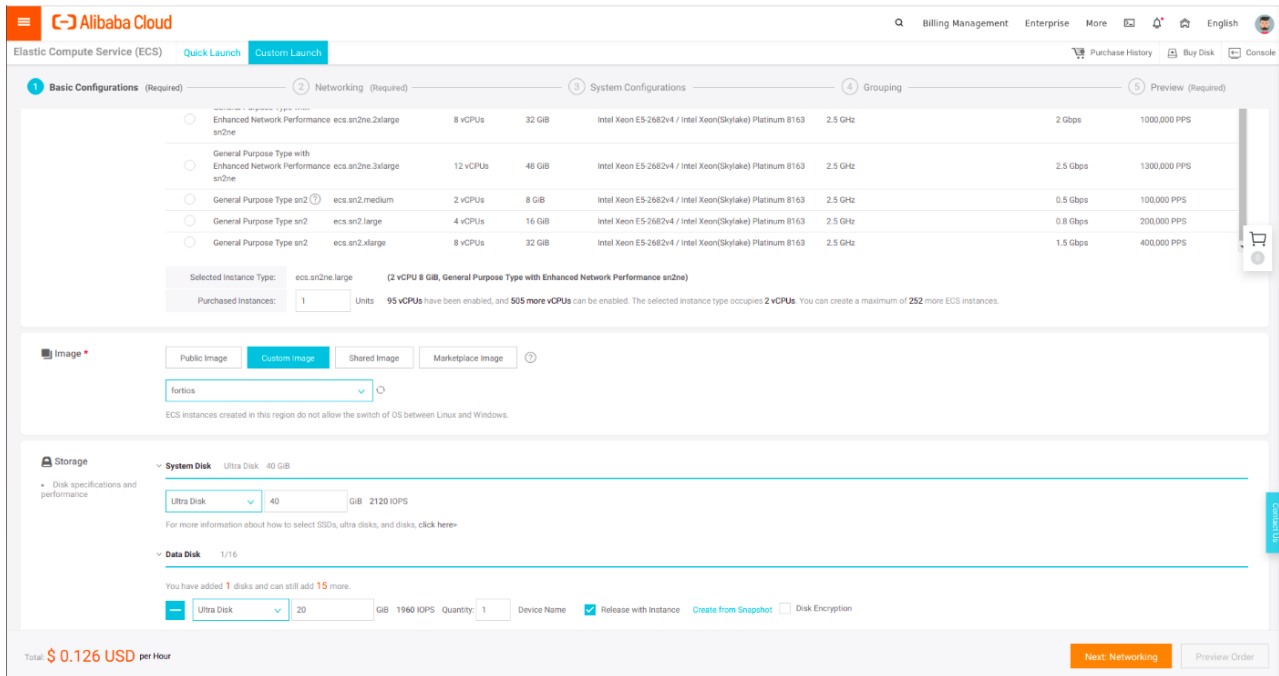 Alibaba Cloud
Billing Management Enterprise More English
Elastic Compute Service (ECS) Quick Launch Custom Launch Purchase History Buy Disk Console
1 Basic Configurations (Required) 2 Networking (Required) 3 System Configurations 4 Grouping 5 Preview (Required)
General Purpose Type with
Enhanced Network Performance ecs.sn2ne.2xlarge 8 vCPUs 32 GiB Intel Xeon E5-2682v4 / Intel Xeon(Skylake) Platinum 8163 2.5 GHz 2 Gbps 1000,000 PPS
sn2ne
General Purpose Type with
Enhanced Network Performance ecs.sn2ne.3xlarge 12 vCPUs 48 GiB Intel Xeon E5-2682v4 / Intel Xeon(Skylake) Platinum 8163 2.5 GHz 2.5 Gbps 1300,000 PPS
sn2ne
General Purpose Type sn2 ? ecs.sn2.medium 2 vCPUs 8 GiB Intel Xeon E5-2682v4 / Intel Xeon(Skylake) Platinum 8163 2.5 GHz 0.5 Gbps 100,000 PPS
General Purpose Type sn2 ecs.sn2.large 4 vCPUs 16 GiB Intel Xeon E5-2682v4 / Intel Xeon(Skylake) Platinum 8163 2.5 GHz 0.8 Gbps 200,000 PPS
General Purpose Type sn2 ecs.sn2.xlarge 8 vCPUs 32 GiB Intel Xeon E5-2682v4 / Intel Xeon(Skylake) Platinum 8163 2.5 GHz 1.5 Gbps 400,000 PPS
0
Selected Instance Type: ecs.sn2ne.large (2 vCPU 8 GiB, General Purpose Type with Enhanced Network Performance sn2ne)
Purchased Instances: 1 Units 95 vCPUs have been enabled, and 505 more vCPUs can be enabled. The selected instance type occupies 2 vCPUs. You can create a maximum of 252 more ECS instances.
Image * Public Image Custom Image Shared Image Marketplace Image ?
fortios
ECS instances created in this region do not allow the switch of OS between Linux and Windows.
Storage
Disk specifications and
performance
System Disk Ultra Disk 40 GiB
Ultra Disk 40 GiB 2120 IOPS
For more information about how to select SSDs, ultra disks, and disks, click here>
Data Disk 1/16
You have added 1 disks and can still add 15 more.
Ultra Disk 20 GiB 1960 IOPS Quantity: 1 Device Name Release with Instance Create from Snapshot Disk Encryption
Contact Us
Total: $ 0.126 USD per Hour Next: Networking Preview Order